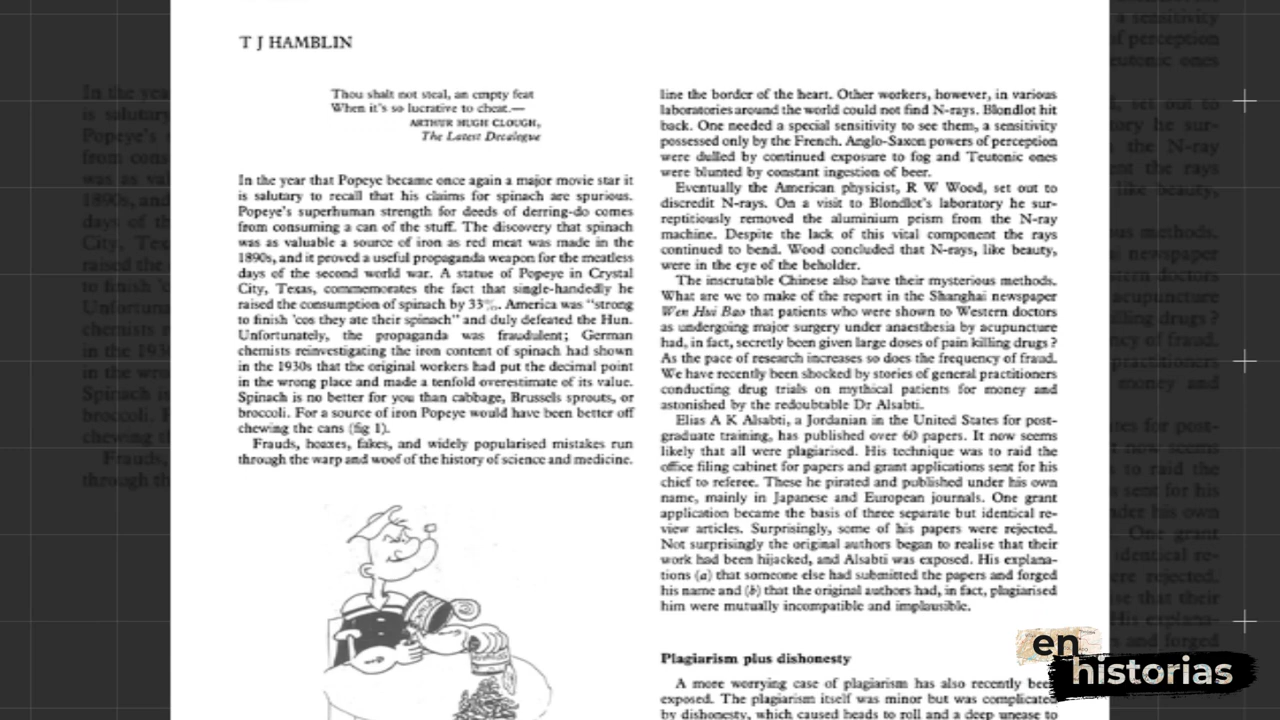 T J HAMBLIN
Thou shalt not steal, an empty feat
When it's so lucrative to cheat.—
ARTHUR HUGH CLOUGH,
The Latest Decalogue
In the year that Popeye became once again a major movie star it
is salutary to recall that his claims for spinach are spurious.
Popeye's superhuman strength for deeds of derring-do comes
from consuming a can of the stuff. The discovery that spinach
was as valuable a source of iron as red meat was made in the
1890s, and it proved a useful propaganda weapon for the meatless
days of the second world war. A statue of Popeye in Crystal
City, Texas, commemorates the fact that single-handedly he
raised the consumption of spinach by 33%. America was "strong
to finish 'cos they ate their spinach" and duly defeated the Hun.
Unfortunately, the propaganda was fraudulent; German
chemists reinvestigating the iron content of spinach had shown
in the 1930s that the original workers had put the decimal point
in the wrong place and made a tenfold overestimate of its value.
Spinach is no better for you than cabbage, Brussels sprouts, or
broccoli. For a source of iron Popeye would have been better off
chewing the cans (fig 1).
Frauds, hoaxes, fakes, and widely popularised mistakes run
through the warp and woof of the history of science and medicine.
line the border of the heart. Other workers, however, in various
laboratories around the world could not find N-rays. Blondlot hit
back. One needed a special sensitivity to see them, a sensitivity
possessed only by the French. Anglo-Saxon powers of perception
were dulled by continued exposure to fog and Teutonic ones
were blunted by constant ingestion of beer.
Eventually the American physicist, R W Wood, set out to
discredit N-rays. On a visit to Blondlot's laboratory he sur-
reptitiously removed the aluminium prism from the N-ray
machine. Despite the lack of this vital component the rays
continued to bend. Wood concluded that N-rays, like beauty,
were in the eye of the beholder.
The inscrutable Chinese also have their mysterious methods.
What are we to make of the report in the Shanghai newspaper
Wen Hui Bao that patients who were shown to Western doctors
as undergoing major surgery under anaesthesia by acupuncture
had, in fact, secretly been given large doses of pain killing drugs?
As the pace of research increases so does the frequency of fraud.
We have recently been shocked by stories of general practitioners
conducting drug trials on mythical patients for money and
astonished by the redoubtable Dr Alsabti.
Elias A K Alsabti, a Jordanian in the United States for post-
graduate training, has published over 60 papers. It now seems
likely that all were plagiarised. His technique was to raid the
office filing cabinet for papers and grant applications sent for his
chief to referee. These he pirated and published under his own
name, mainly in Japanese and European journals. One grant
application became the basis of three separate but identical re-
view articles. Surprisingly, some of his papers were rejected.
Not surprisingly the original authors began to realise that their
work had been hijacked, and Alsabti was exposed. His explana-
tions (a) that someone else had submitted the papers and forged
his name and (b) that the original authors had, in fact, plagiarised
him were mutually incompatible and implausible.
Plagiarism plus dishonesty
A more worrying case of plagiarism has also recently been
exposed. The plagiarism itself was minor but was complicated
by dishonesty, which caused heads to roll and a deep unease to
en
historias